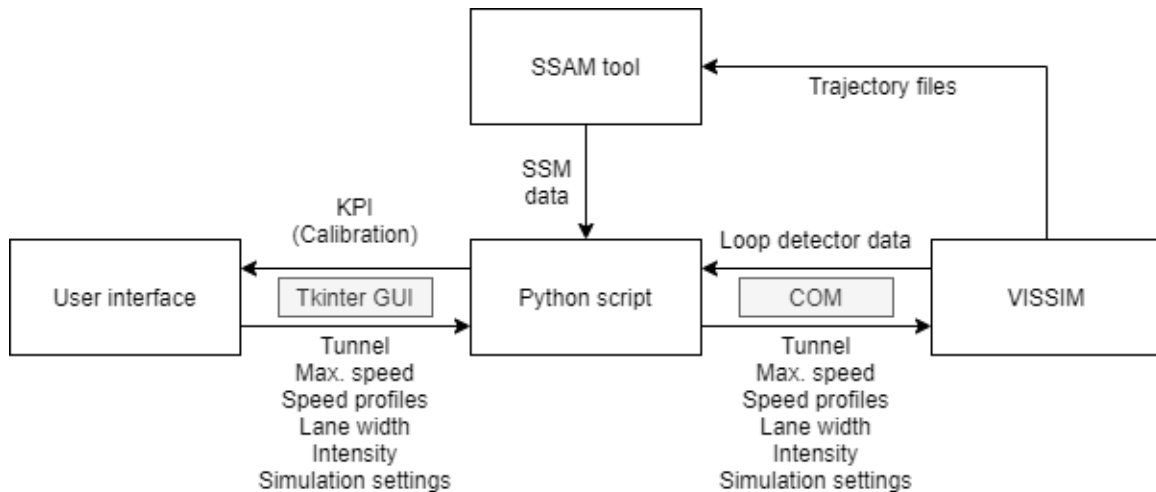 SSAM tool
Trajectory files
SSM
data
KPI
(Calibration)
Loop detector data
User interface
Tkinter GUI
Python script
COM
VISSIM
Tunnel
Max. speed
Speed profiles
Lane width
Intensity
Simulation settings
Tunnel
Max. speed
Speed profiles
Lane width
Intensity
Simulation settings